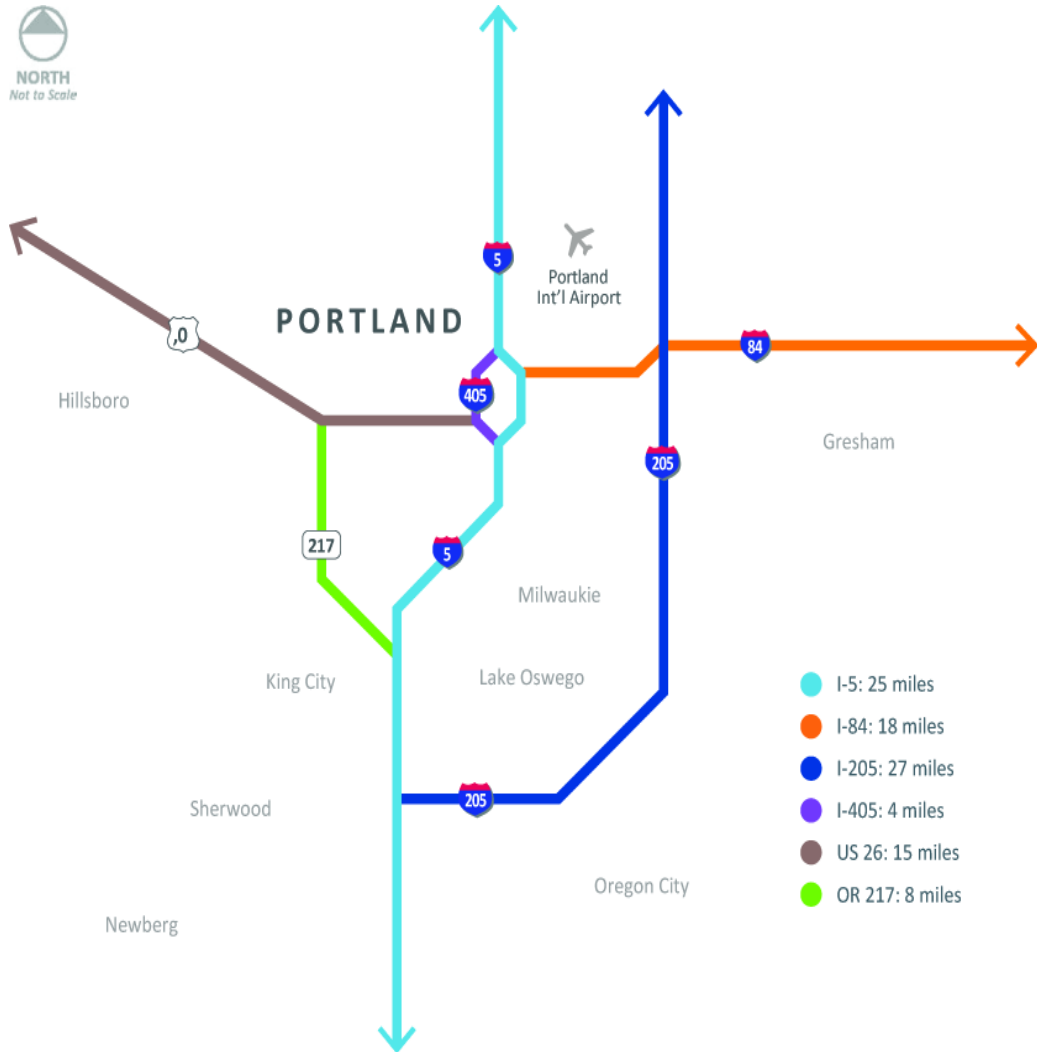 NORTH
Not to Scale
5
Portland
Int'l Airport
PORTLAND
,0
84
405
Hillsboro
Gresham
205
217
5
Milwaukie
King City
Lake Oswego
I-5: 25 miles
I-84: 18 miles
I-205: 27 miles
I-405: 4 miles
US 26: 15 miles
OR 217: 8 miles
205
Sherwood
Oregon City
Newberg